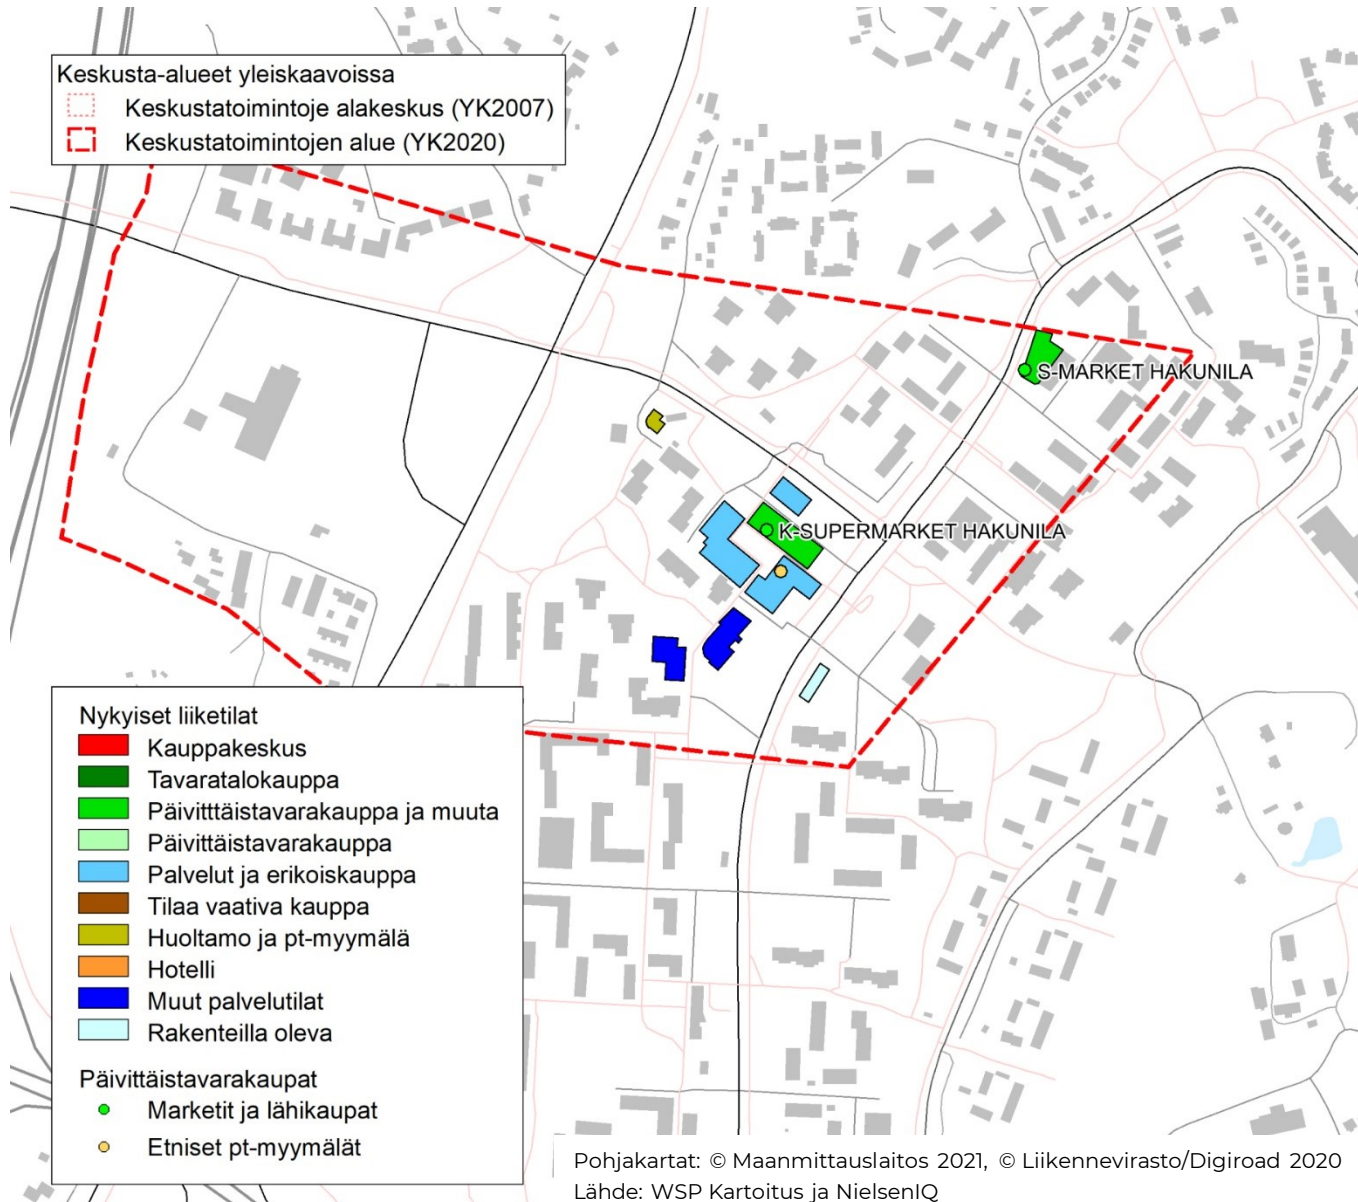 Keskusta-alueet yleiskaavoissa
Keskustatoimintoje alakeskus (YK2007)
Keskustatoimintojen alue (YK2020)
S-MARKET HAKUNILA
K-SUPERMARKET HAKUNILA
Nykyiset liiketilat
Kauppakeskus
Tavaratalokauppa
Päivitttäistavarakauppa ja muuta
Päivittäistavarakauppa
Palvelut ja erikoiskauppa
Tilaa vaativa kauppa
Huoltamo ja pt-myymälä
Hotelli
Muut palvelutilat
Rakenteilla oleva
Päivittäistavarakaupat
Marketit ja lähikaupat
Etniset pt-myymälät
Pohjakartat: © Maanmittauslaitos 2021, © Liikennevirasto/Digiroad 2020
Lähde: WSP Kartoitus ja NielsenIQ